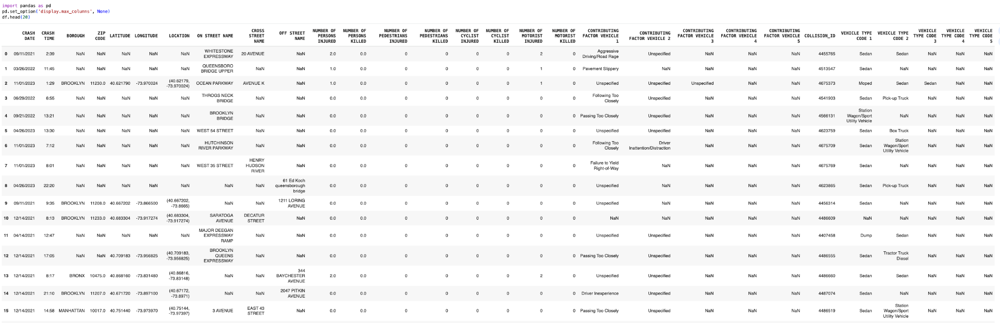 import pandas as pd
pd.set_option('display.max_columns', None)
df.head(20)
CRASH DATE CRASH TIME BOROUGH ZIP CODE LATITUDE LONGITUDE LOCATION ON STREET NAME CROSS STREET NAME OFF STREET NAME NUMBER OF PERSONS INJURED NUMBER OF PERSONS KILLED NUMBER OF PEDESTRIANS INJURED NUMBER OF PEDESTRIANS KILLED NUMBER OF CYCLIST INJURED NUMBER OF CYCLIST KILLED NUMBER OF MOTORIST INJURED NUMBER OF MOTORIST KILLED CONTRIBUTING FACTOR VEHICLE 1 CONTRIBUTING FACTOR VEHICLE 2 CONTRIBUTING FACTOR VEHICLE 3 CONTRIBUTING FACTOR VEHICLE 4 CONTRIBUTING FACTOR VEHICLE 5 COLLISION_ID VEHICLE TYPE CODE 1 VEHICLE TYPE CODE 2 VEHICLE TYPE CODE 3 VEHICLE TYPE CODE 4 VEHICLE TYPE CODE 5
0 09/11/2021 2:39 NaN NaN NaN NaN NaN WHITESTONE EXPRESSWAY 20 AVENUE NaN 2.0 0.0 0 0 0 0 2 0 Aggressive Driving/Road Rage Unspecified NaN NaN NaN 4455765 Sedan Sedan NaN NaN NaN
1 03/26/2022 11:45 NaN NaN NaN NaN NaN QUEENSBORO BRIDGE UPPER NaN NaN 1.0 0.0 0 0 0 0 1 0 Pavement Slippery NaN NaN NaN NaN 4513547 Sedan NaN NaN NaN NaN
2 11/01/2023 1:29 BROOKLYN 11230.0 40.621790 -73.970024 (40.62179, -73.970024) OCEAN PARKWAY AVENUE K NaN 1.0 0.0 0 0 0 0 1 0 Unspecified Unspecified Unspecified NaN NaN 4675373 Moped Sedan Sedan NaN NaN
3 06/29/2022 6:55 NaN NaN NaN NaN NaN THROGS NECK BRIDGE NaN NaN 0.0 0.0 0 0 0 0 0 0 Following Too Closely Unspecified NaN NaN NaN 4541903 Sedan Pick-up Truck NaN NaN NaN
4 09/21/2022 13:21 NaN NaN NaN NaN NaN BROOKLYN BRIDGE NaN NaN 0.0 0.0 0 0 0 0 0 0 Passing Too Closely Unspecified NaN NaN NaN 4566131 Station Wagon/Sport Utility Vehicle NaN NaN NaN NaN
5 04/26/2023 13:30 NaN NaN NaN NaN NaN WEST 54 STREET NaN NaN 0.0 0.0 0 0 0 0 0 0 Unspecified Unspecified NaN NaN NaN 4623759 Sedan Box Truck NaN NaN NaN
6 11/01/2023 7:12 NaN NaN NaN NaN NaN HUTCHINSON RIVER PARKWAY NaN NaN 0.0 0.0 0 0 0 0 0 0 Following Too Closely Driver Inattention/Distraction NaN NaN NaN 4675709 Sedan Station Wagon/Sport Utility Vehicle NaN NaN NaN
7 11/01/2023 8:01 NaN NaN NaN NaN NaN WEST 35 STREET HENRY HUDSON RIVER NaN 0.0 0.0 0 0 0 0 0 0 Failure to Yield Right-of-Way NaN NaN NaN NaN 4675769 Sedan NaN NaN NaN NaN
8 04/26/2023 22:20 NaN NaN NaN NaN NaN NaN NaN 61 Ed Koch queensborough bridge 0.0 0.0 0 0 0 0 0 0 Unspecified NaN NaN NaN NaN 4623865 Sedan Pick-up Truck NaN NaN NaN
9 09/11/2021 9:35 BROOKLYN 11208.0 40.667202 -73.866500 (40.667202, -73.8665) NaN NaN 1211 LORING AVENUE 0.0 0.0 0 0 0 0 0 0 Unspecified NaN NaN NaN NaN 4456314 Sedan NaN NaN NaN NaN
10 12/14/2021 8:13 BROOKLYN 11233.0 40.683304 -73.917274 (40.683304, -73.917274) SARATOGA AVENUE DECATUR STREET NaN 0.0 0.0 0 0 0 0 0 0 NaN NaN NaN NaN NaN 4486609 NaN NaN NaN NaN NaN
11 04/14/2021 12:47 NaN NaN NaN NaN NaN MAJOR DEEGAN EXPRESSWAY RAMP NaN NaN 0.0 0.0 0 0 0 0 0 0 Unspecified Unspecified NaN NaN NaN 4407458 Dump Sedan NaN NaN NaN
12 12/14/2021 17:05 NaN NaN 40.709183 -73.956825 (40.709183, -73.956825) BROOKLYN QUEENS EXPRESSWAY NaN NaN 0.0 0.0 0 0 0 0 0 0 Passing Too Closely Unspecified NaN NaN NaN 4486555 Sedan Tractor Truck Diesel NaN NaN NaN
13 12/14/2021 8:17 BRONX 10475.0 40.868160 -73.831480 (40.86816, -73.83148) NaN NaN 344 BAYCHESTER AVENUE 2.0 0.0 0 0 0 0 2 0 Unspecified Unspecified NaN NaN NaN 4486660 Sedan Sedan NaN NaN NaN
14 12/14/2021 21:10 BROOKLYN 11207.0 40.671720 -73.897100 (40.67172, -73.8971) NaN NaN 2047 PITKIN AVENUE 0.0 0.0 0 0 0 0 0 0 Driver Inexperience Unspecified NaN NaN NaN 4487074 Sedan NaN NaN NaN NaN
15 12/14/2021 14:58 MANHATTAN 10017.0 40.751440 -73.973970 (40.75144, -73.97397) 3 AVENUE EAST 43 STREET NaN 0.0 0.0 0 0 0 0 0 0 Passing Too Closely Unspecified NaN NaN NaN 4486519 Sedan Station Wagon/Sport Utility Vehicle NaN NaN NaN